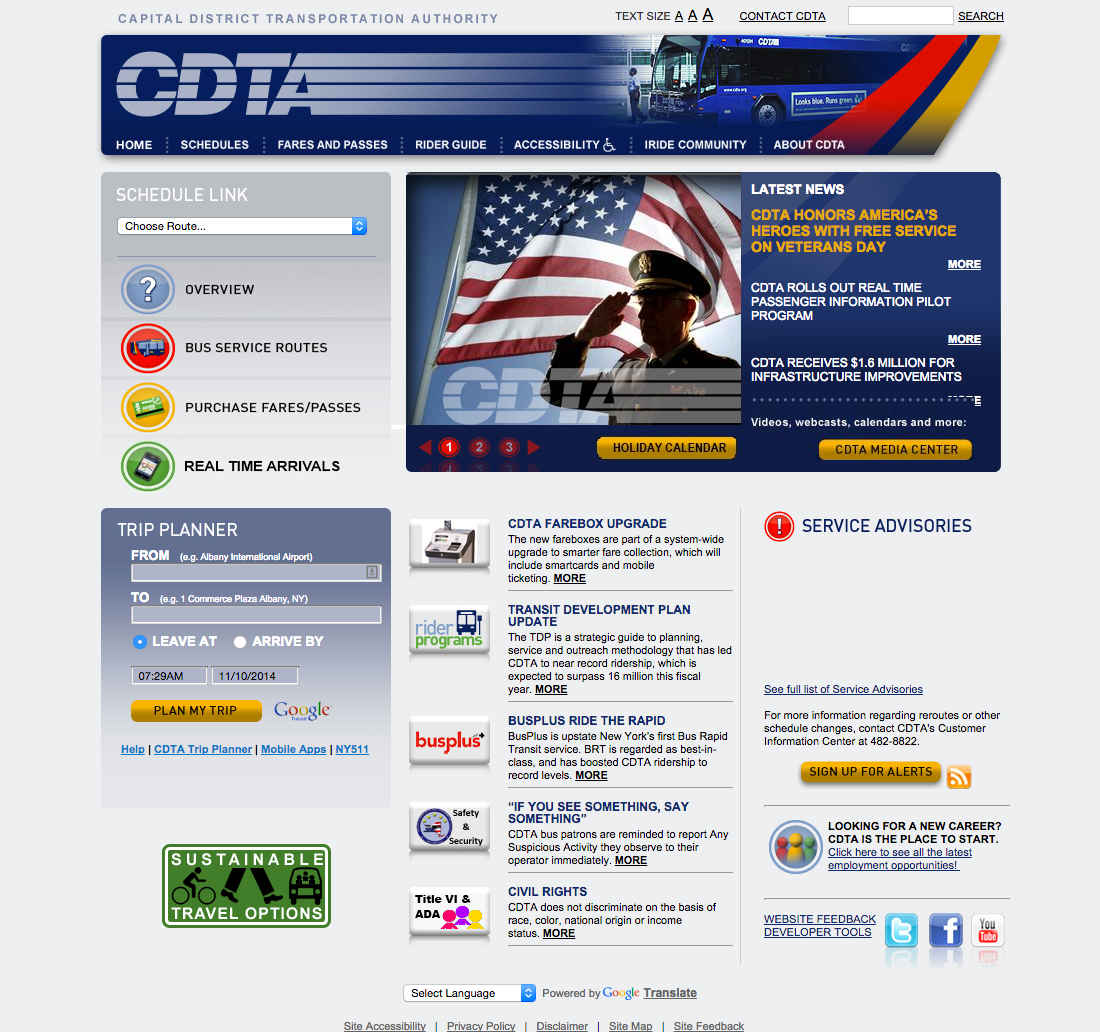 CAPITAL DISTRICT TRANSPORTATION AUTHORITY
TEXT SIZE A A A
CONTACT CDTA
SEARCH
CDTA
CDTA
www.cdta.org
Looks blue. Runs green.
HOME
SCHEDULES
FARES AND PASSES
RIDER GUIDE
ACCESSIBILITY
IRIDE COMMUNITY
ABOUT CDTA
SCHEDULE LINK
Choose Route...
OVERVIEW
BUS SERVICE ROUTES
PURCHASE FARES/PASSES
REAL TIME ARRIVALS
CDTA
1 2 3
HOLIDAY CALENDAR
LATEST NEWS
CDTA HONORS AMERICA'S
HEROES WITH FREE SERVICE
ON VETERANS DAY
MORE
CDTA ROLLS OUT REAL TIME
PASSENGER INFORMATION PILOT
PROGRAM
MORE
CDTA RECEIVES $1.6 MILLION FOR
INFRASTRUCTURE IMPROVEMENTS
Videos, webcasts, calendars and more:
CDTA MEDIA CENTER
TRIP PLANNER
FROM (e.g. Albany International Airport)
TO (e.g. 1 Commerce Plaza Albany, NY)
LEAVE AT ARRIVE BY
07:29AM 11/10/2014
PLAN MY TRIP
Google
Transit
Help | CDTA Trip Planner | Mobile Apps | NY511
SUSTAINABLE
TRAVEL OPTIONS
CDTA FAREBOX UPGRADE
The new fareboxes are part of a system-wide
upgrade to smarter fare collection, which will
include smartcards and mobile
ticketing. MORE
rider
programs
TRANSIT DEVELOPMENT PLAN
UPDATE
The TDP is a strategic guide to planning,
service and outreach methodology that has led
CDTA to near record ridership, which is
expected to surpass 16 million this fiscal
year. MORE
busplus+
BUSPLUS RIDE THE RAPID
BusPlus is upstate New York's first Bus Rapid
Transit service. BRT is regarded as best-in-
class, and has boosted CDTA ridership to
record levels. MORE
Safety
&
Security
“IF YOU SEE SOMETHING, SAY
SOMETHING”
CDTA bus patrons are reminded to report Any
Suspicious Activity they observe to their
operator immediately. MORE
Title VI &
ADA
CIVIL RIGHTS
CDTA does not discriminate on the basis of
race, color, national origin or income
status. MORE
SERVICE ADVISORIES
See full list of Service Advisories
For more information regarding reroutes or other
schedule changes, contact CDTA's Customer
Information Center at 482-8822.
SIGN UP FOR ALERTS
LOOKING FOR A NEW CAREER?
CDTA IS THE PLACE TO START.
Click here to see all the latest
employment opportunities!
WEBSITE FEEDBACK
DEVELOPER TOOLS
You
Tube
Select Language
Powered by Google Translate
Site Accessibility | Privacy Policy | Disclaimer | Site Map | Site Feedback